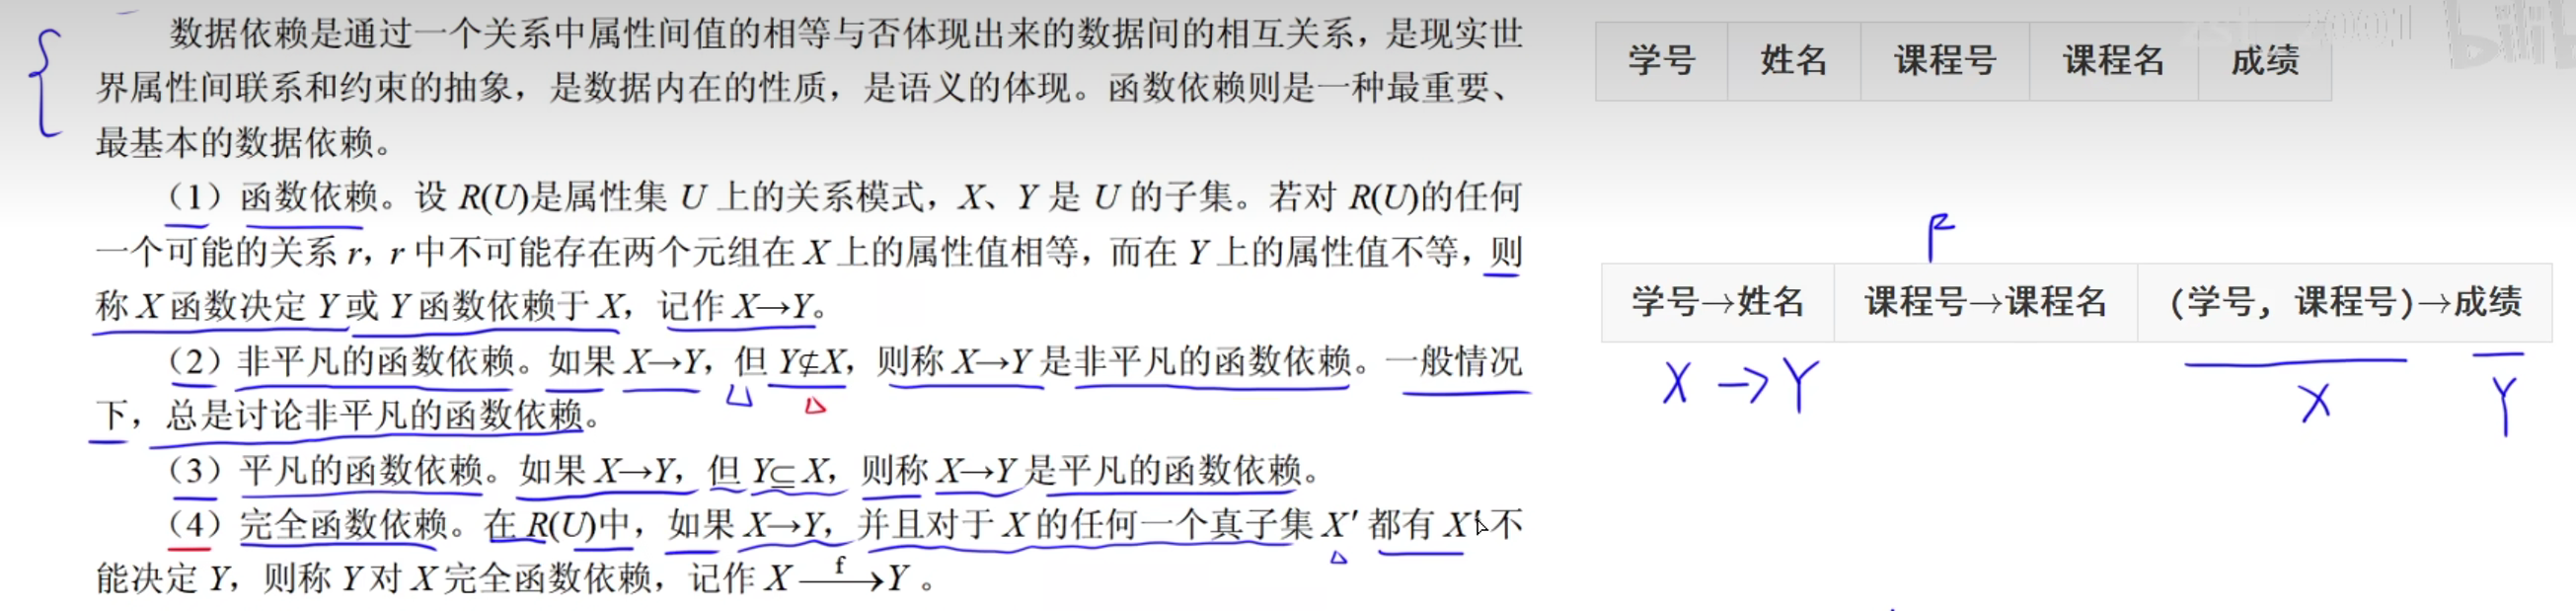 数据依赖是通过一个关系中属性间值的相等与否体现出来的数据间的相互关系，是现实世
界属性间联系和约束的抽象，是数据内在的性质，是语义的体现。函数依赖则是一种最重要、
最基本的数据依赖。
（1）函数依赖。设 R(U)是属性集 U 上的关系模式，X、Y 是 U 的子集。若对 R(U)的任何
一个可能的关系 r，r 中不可能存在两个元组在 X 上的属性值相等，而在 Y 上的属性值不等，则
称 X 函数决定 Y 或 Y 函数依赖于 X，记作 X→Y。
（2）非平凡的函数依赖。如果 X→Y，但 Y⊈X，则称 X→Y 是非平凡的函数依赖。一般情况
下，总是讨论非平凡的函数依赖。
（3）平凡的函数依赖。如果 X→Y，但 Y⊆X，则称 X→Y 是平凡的函数依赖。
（4）完全函数依赖。在 R(U)中，如果 X→Y，并且对于 X 的任何一个真子集 X′ 都有 X′不
能决定 Y，则称 Y 对 X 完全函数依赖，记作 X —f→ Y 。
学号 姓名 课程号 课程名 成绩
F
学号→姓名 课程号→课程名 (学号, 课程号)→成绩
X → Y X Y